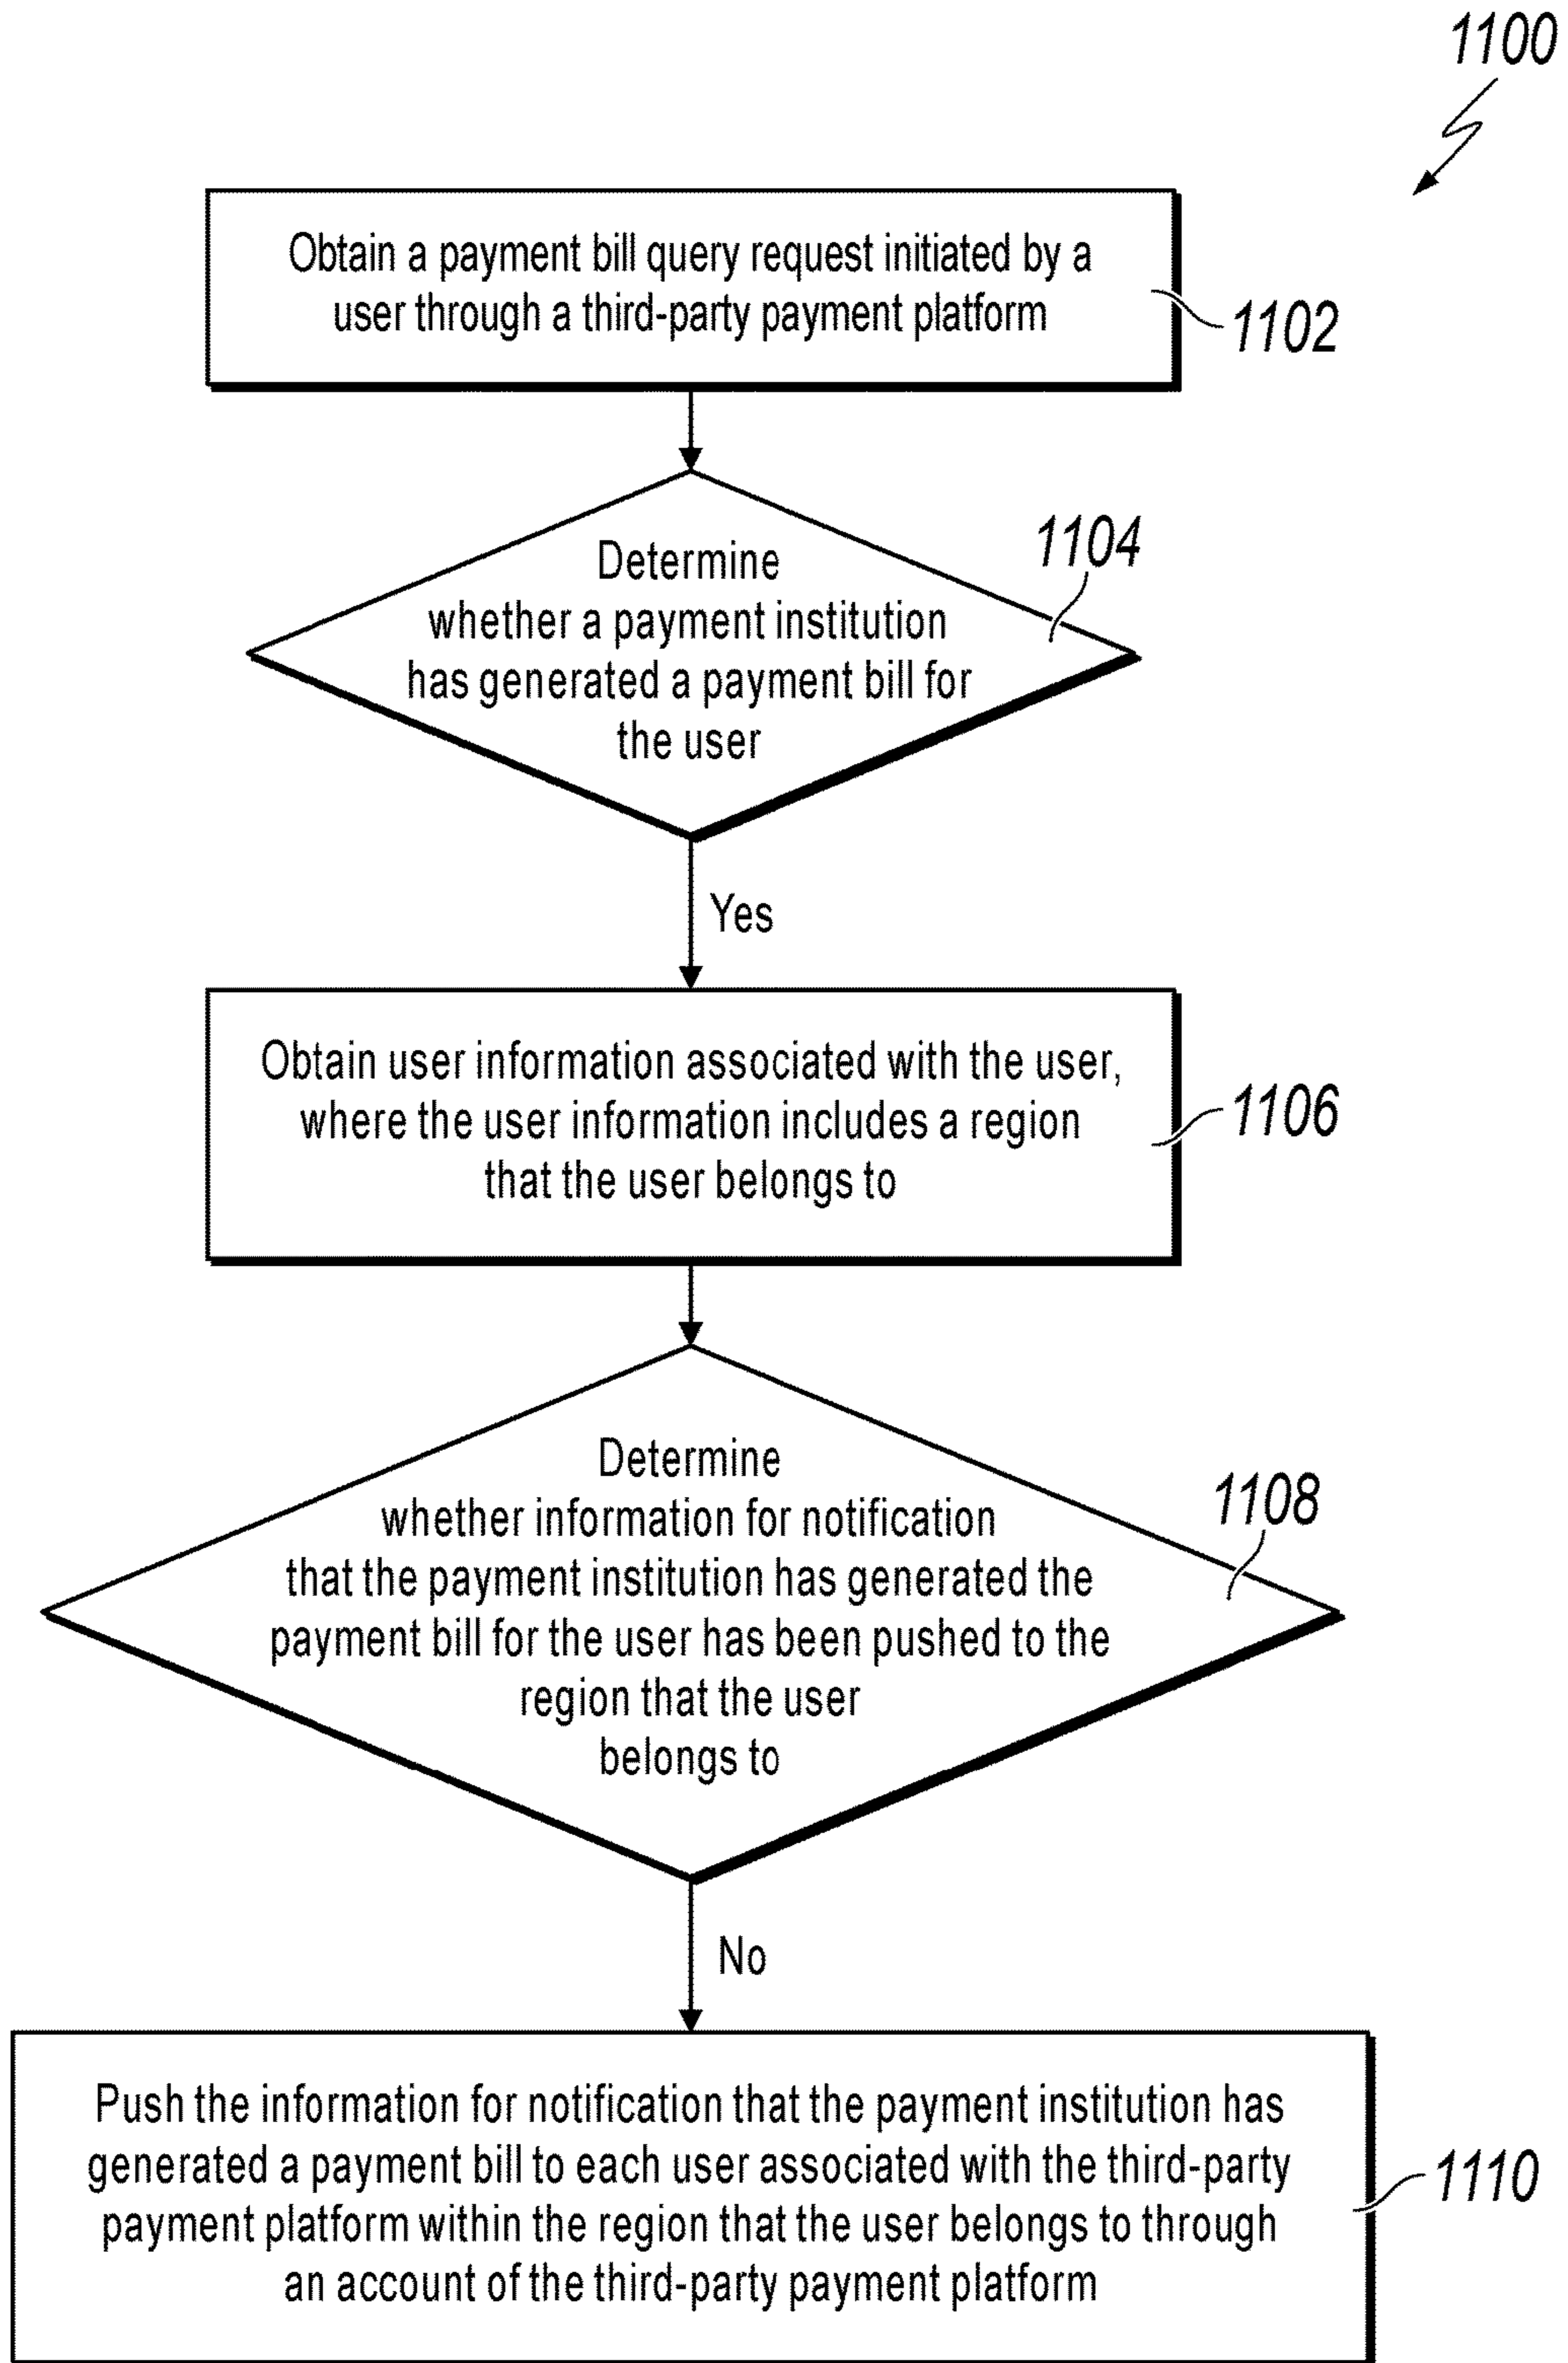 1100
Obtain a payment bill query request initiated by a
user through a third-party payment platform
1102
Determine
whether a payment institution
has generated a payment bill for
the user
1104
Yes
Obtain user information associated with the user,
where the user information includes a region
that the user belongs to
1106
Determine
whether information for notification
that the payment institution has generated the
payment bill for the user has been pushed to the
region that the user
belongs to
1108
No
Push the information for notification that the payment institution has
generated a payment bill to each user associated with the third-party
payment platform within the region that the user belongs to through
an account of the third-party payment platform
1110